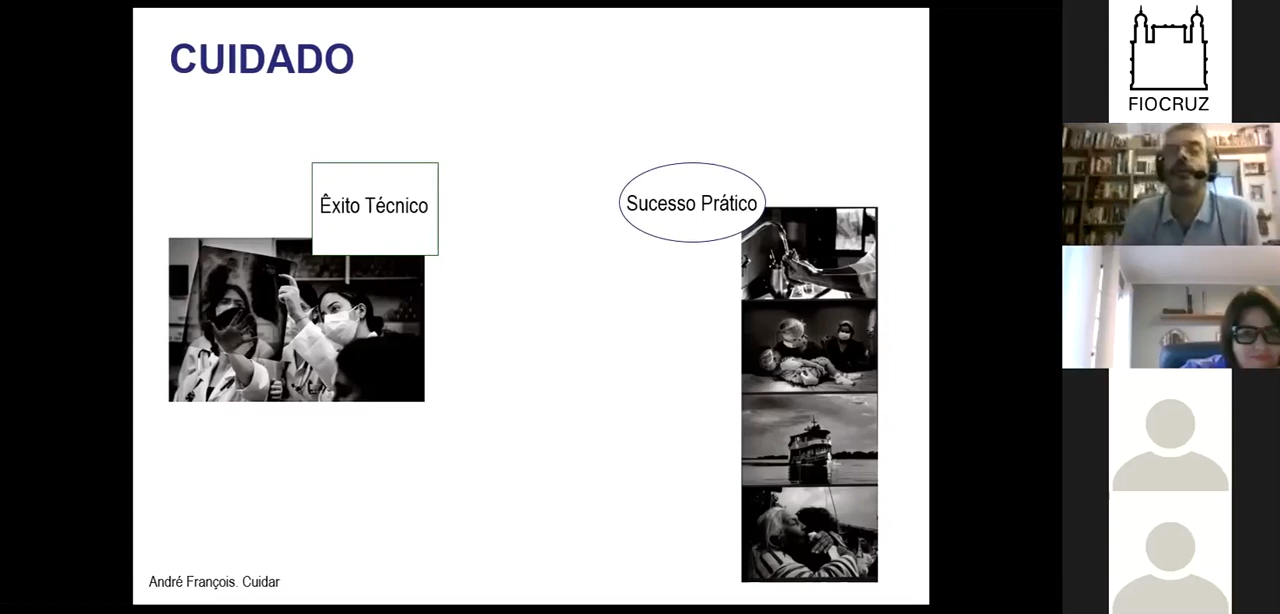 CUIDADO
Êxito Técnico
Sucesso Prático
André François. Cuidar
FIOCRUZ